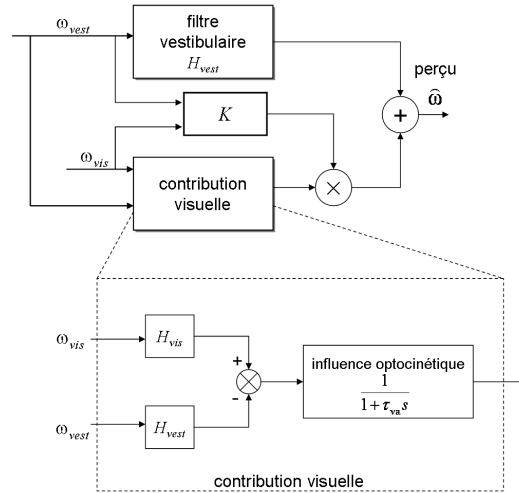 ω_vest
filtre
vestibulaire
H_vest
perçu
ω̂
+
K
ω_vis
contribution
visuelle
×
ω_vis
H_vis
+
-
influence optocinétique
1
1 + τ_va s
ω_vest
H_vest
contribution visuelle